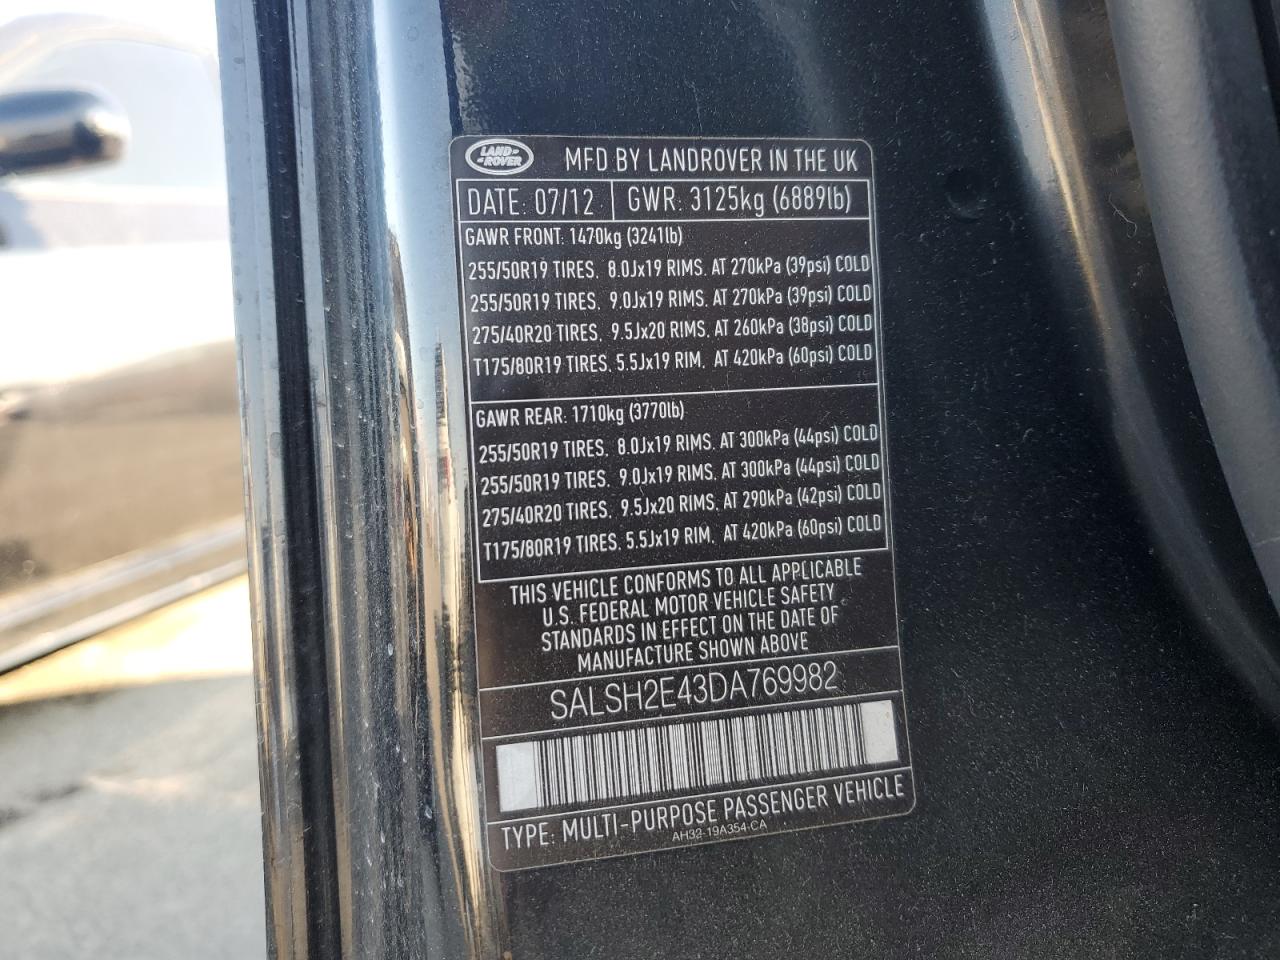 LAND-
-ROVER
MFD BY LANDROVER IN THE UK
DATE: 07/12 GWR: 3125kg (6889lb)
GAWR FRONT: 1470kg (3241lb)
255/50R19 TIRES, 8.0Jx19 RIMS. AT 270kPa (39psi) COLD
255/50R19 TIRES, 9.0Jx19 RIMS. AT 270kPa (39psi) COLD
275/40R20 TIRES, 9.5Jx20 RIMS. AT 260kPa (38psi) COLD
T175/80R19 TIRES, 5.5Jx19 RIM, AT 420kPa (60psi) COLD
GAWR REAR: 1710kg (3770lb)
255/50R19 TIRES, 8.0Jx19 RIMS. AT 300kPa (44psi) COLD
255/50R19 TIRES, 9.0Jx19 RIMS. AT 300kPa (44psi) COLD
275/40R20 TIRES, 9.5Jx20 RIMS. AT 290kPa (42psi) COLD
T175/80R19 TIRES, 5.5Jx19 RIM, AT 420kPa (60psi) COLD
THIS VEHICLE CONFORMS TO ALL APPLICABLE
U.S. FEDERAL MOTOR VEHICLE SAFETY
STANDARDS IN EFFECT ON THE DATE OF
MANUFACTURE SHOWN ABOVE
SALSH2E43DA769982
TYPE: MULTI-PURPOSE PASSENGER VEHICLE
AH32-19A354-CA